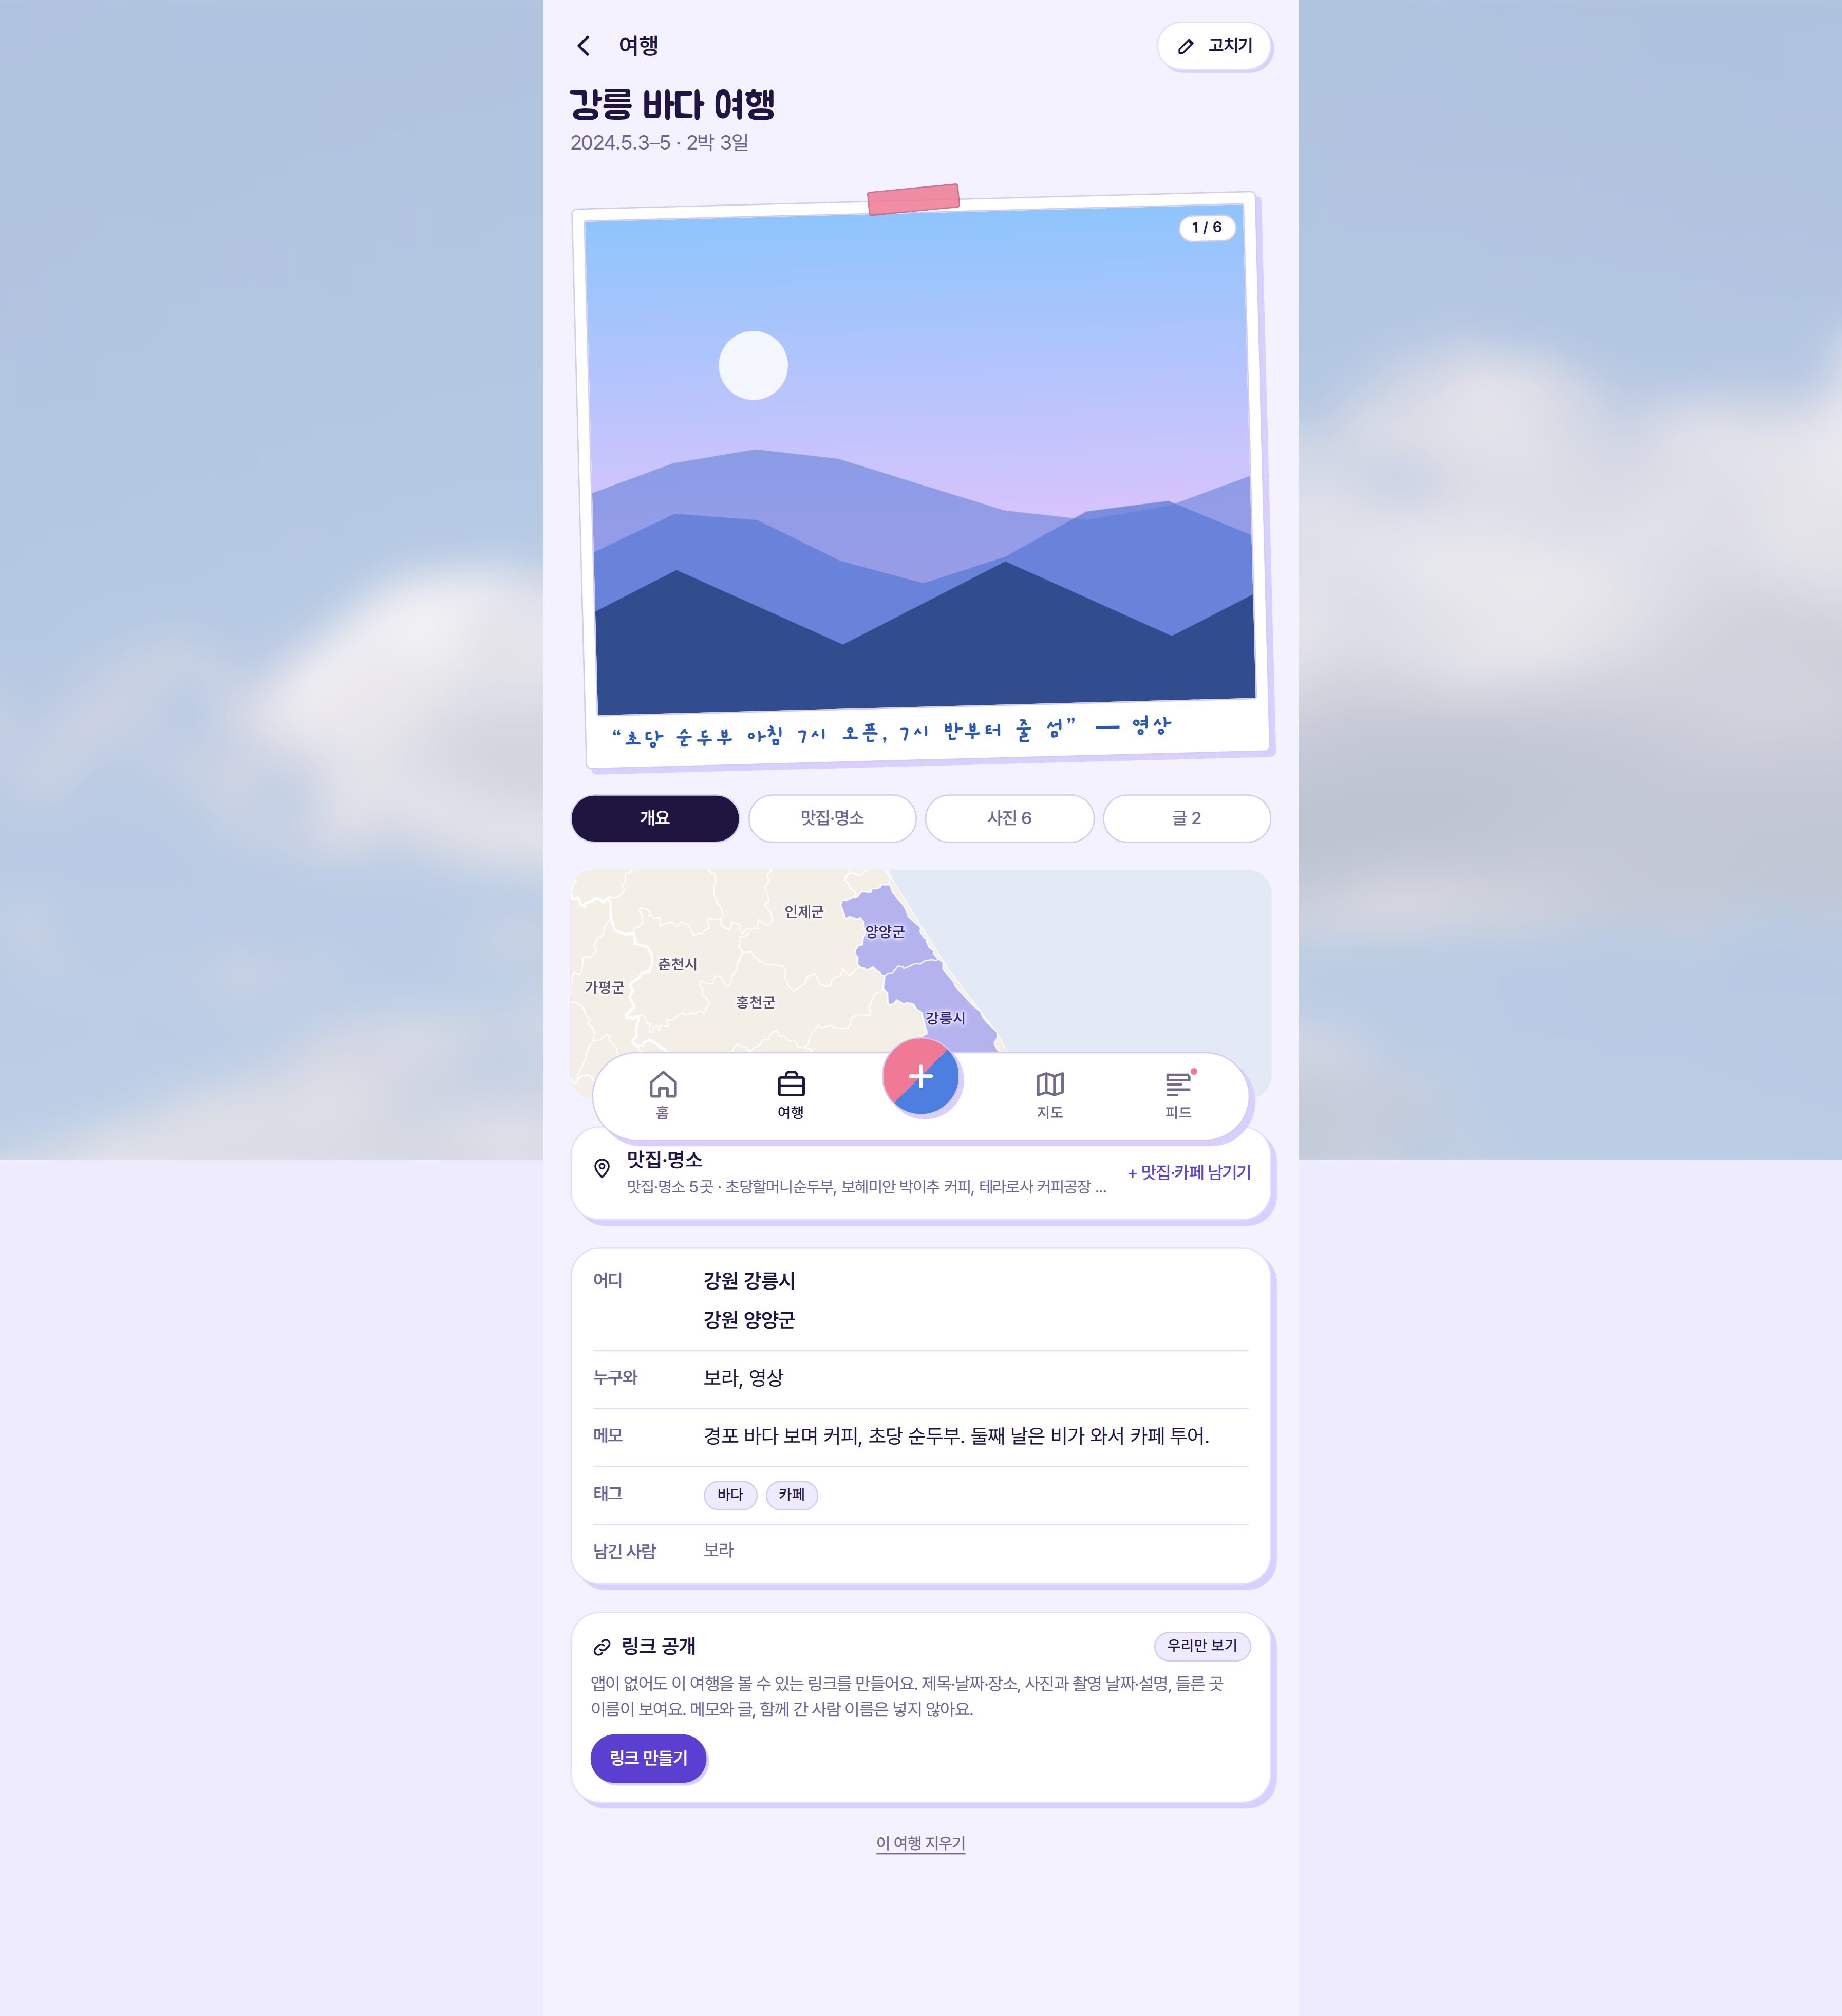 여행
고치기
강릉 바다 여행
2024.5.3–5 · 2박 3일
1 / 6
“초당 순두부 아침 7시 오픈, 7시 반부터 줄 섬” — 영상
개요
맛집·명소
사진 6
글 2
인제군
양양군
춘천시
가평군
홍천군
강릉시
홈
여행
지도
피드
맛집·명소
+ 맛집·카페 남기기
맛집·명소 5곳 · 초당할머니순두부, 보헤미안 박이추 커피, 테라로사 커피공장 ...
어디
강원 강릉시
강원 양양군
누구와
보라, 영상
메모
경포 바다 보며 커피, 초당 순두부. 둘째 날은 비가 와서 카페 투어.
태그
바다
카페
남긴 사람
보라
링크 공개
우리만 보기
앱이 없어도 이 여행을 볼 수 있는 링크를 만들어요. 제목·날짜·장소, 사진과 촬영 날짜·설명, 들른 곳
이름이 보여요. 메모와 글, 함께 간 사람 이름은 넣지 않아요.
링크 만들기
이 여행 지우기